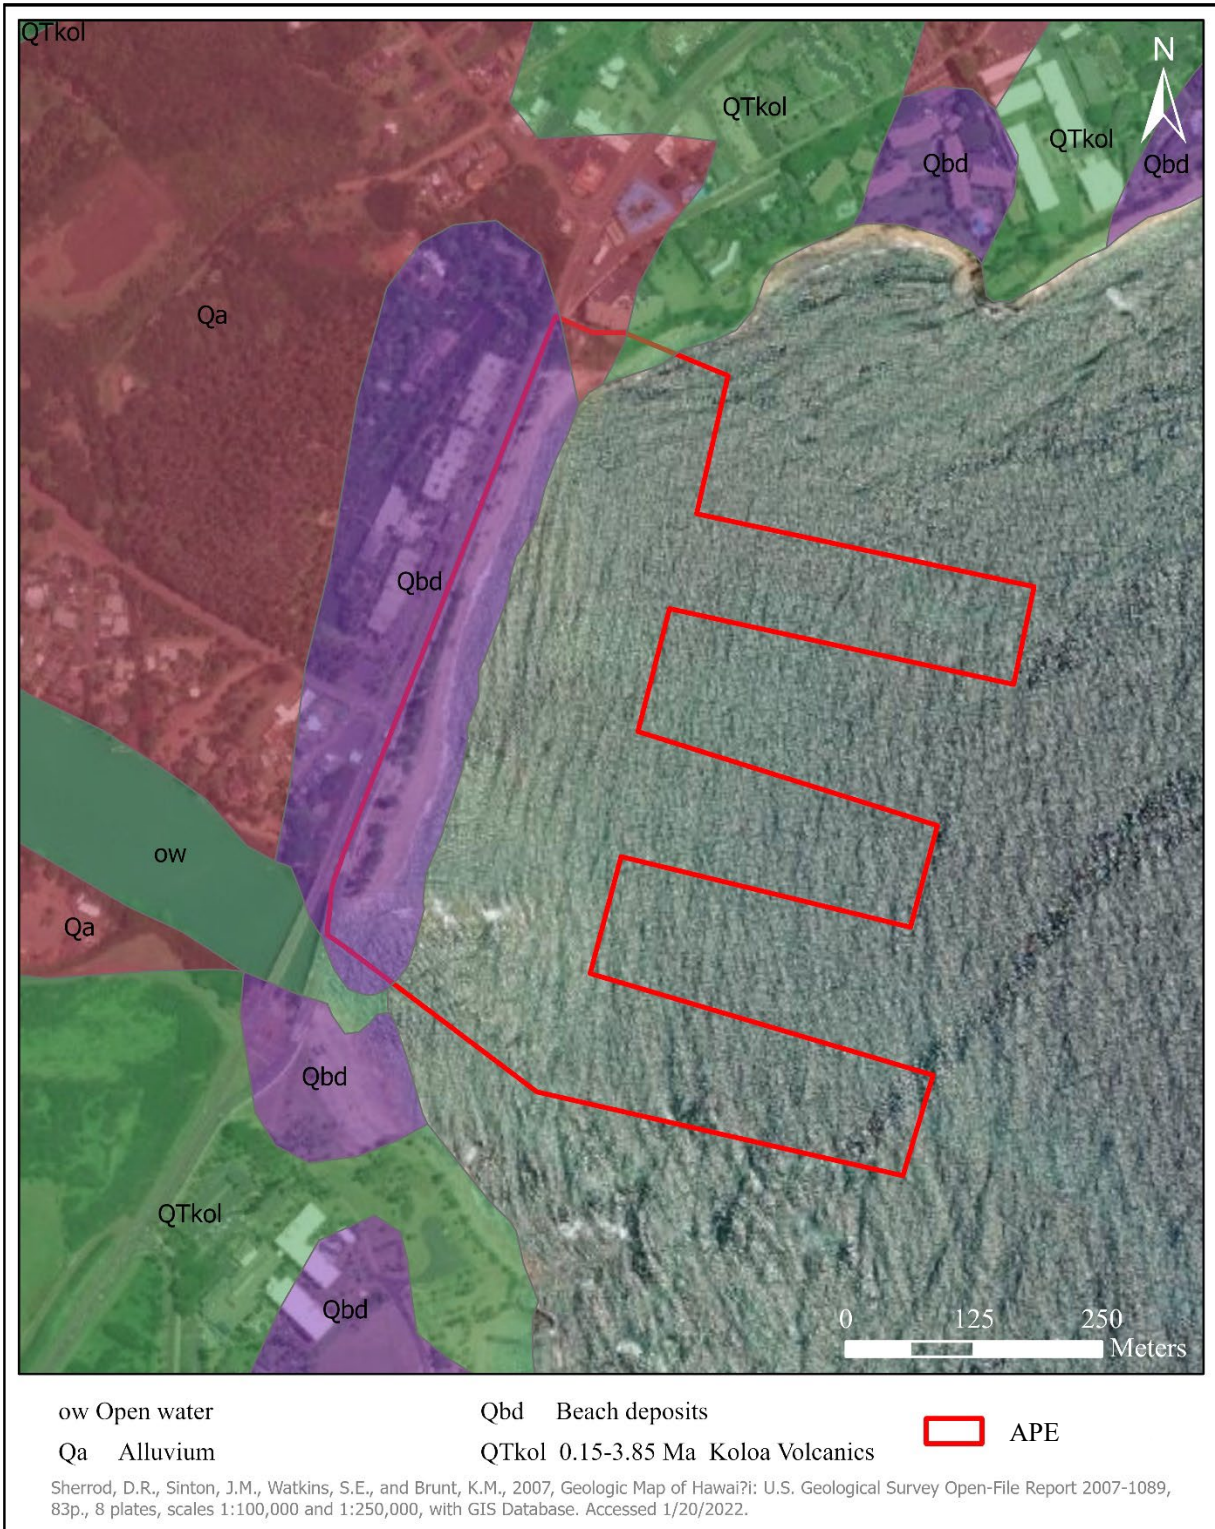 QTkol
N
QTkol
QTkol
Qbd
Qbd
Qa
Qbd
ow
Qa
Qbd
QTkol
Qbd
0 125 250
Meters
ow Open water
Qbd Beach deposits
APE
Qa Alluvium
QTkol 0.15-3.85 Ma Koloa Volcanics
Sherrod, D.R., Sinton, J.M., Watkins, S.E., and Brunt, K.M., 2007, Geologic Map of Hawai?i: U.S. Geological Survey Open-File Report 2007-1089,
83p., 8 plates, scales 1:100,000 and 1:250,000, with GIS Database. Accessed 1/20/2022.